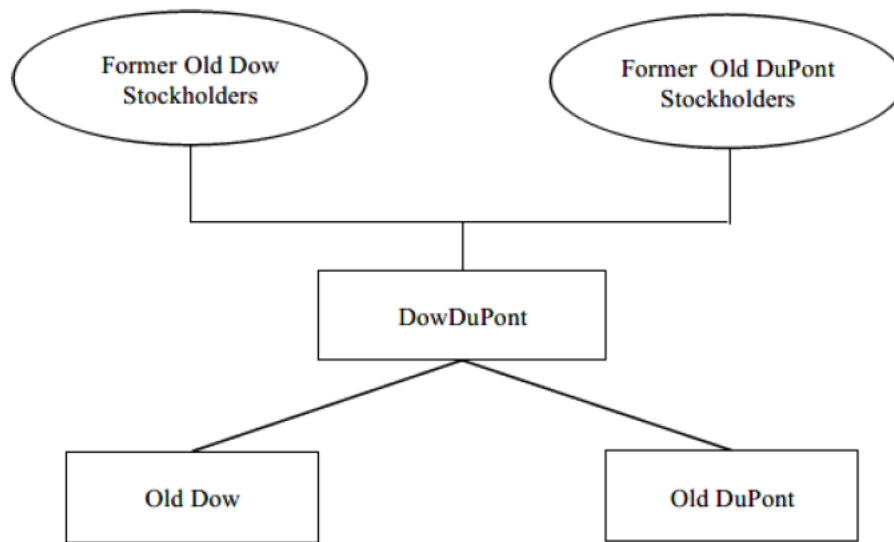 Former Old Dow
Stockholders
Former Old DuPont
Stockholders
DowDuPont
Old Dow
Old DuPont